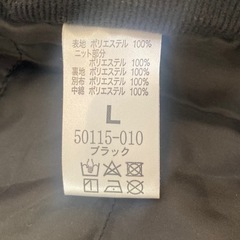 表地 ポリエステル 100%
ニット部分
ポリエステル 100%
裏地 ポリエステル 100%
別布 ポリエステル 100%
中綿 ポリエステル 100%
L
50115-010
ブラック